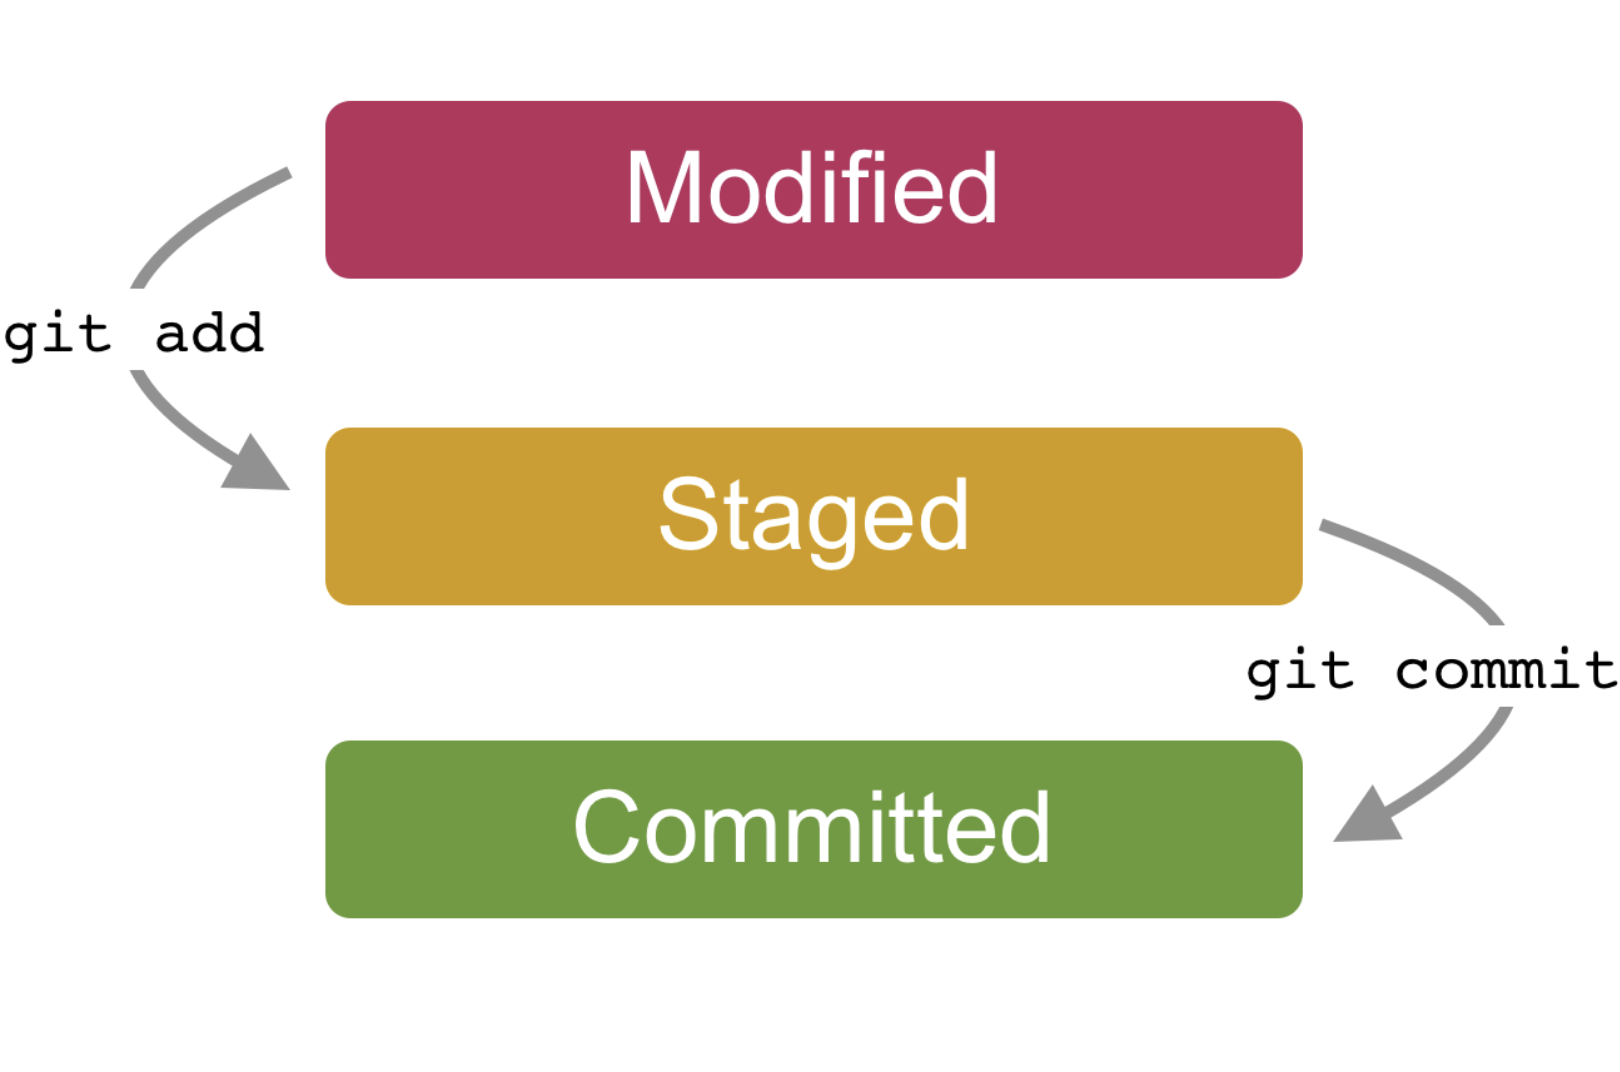 Modified
git add
Staged
git commit
Committed